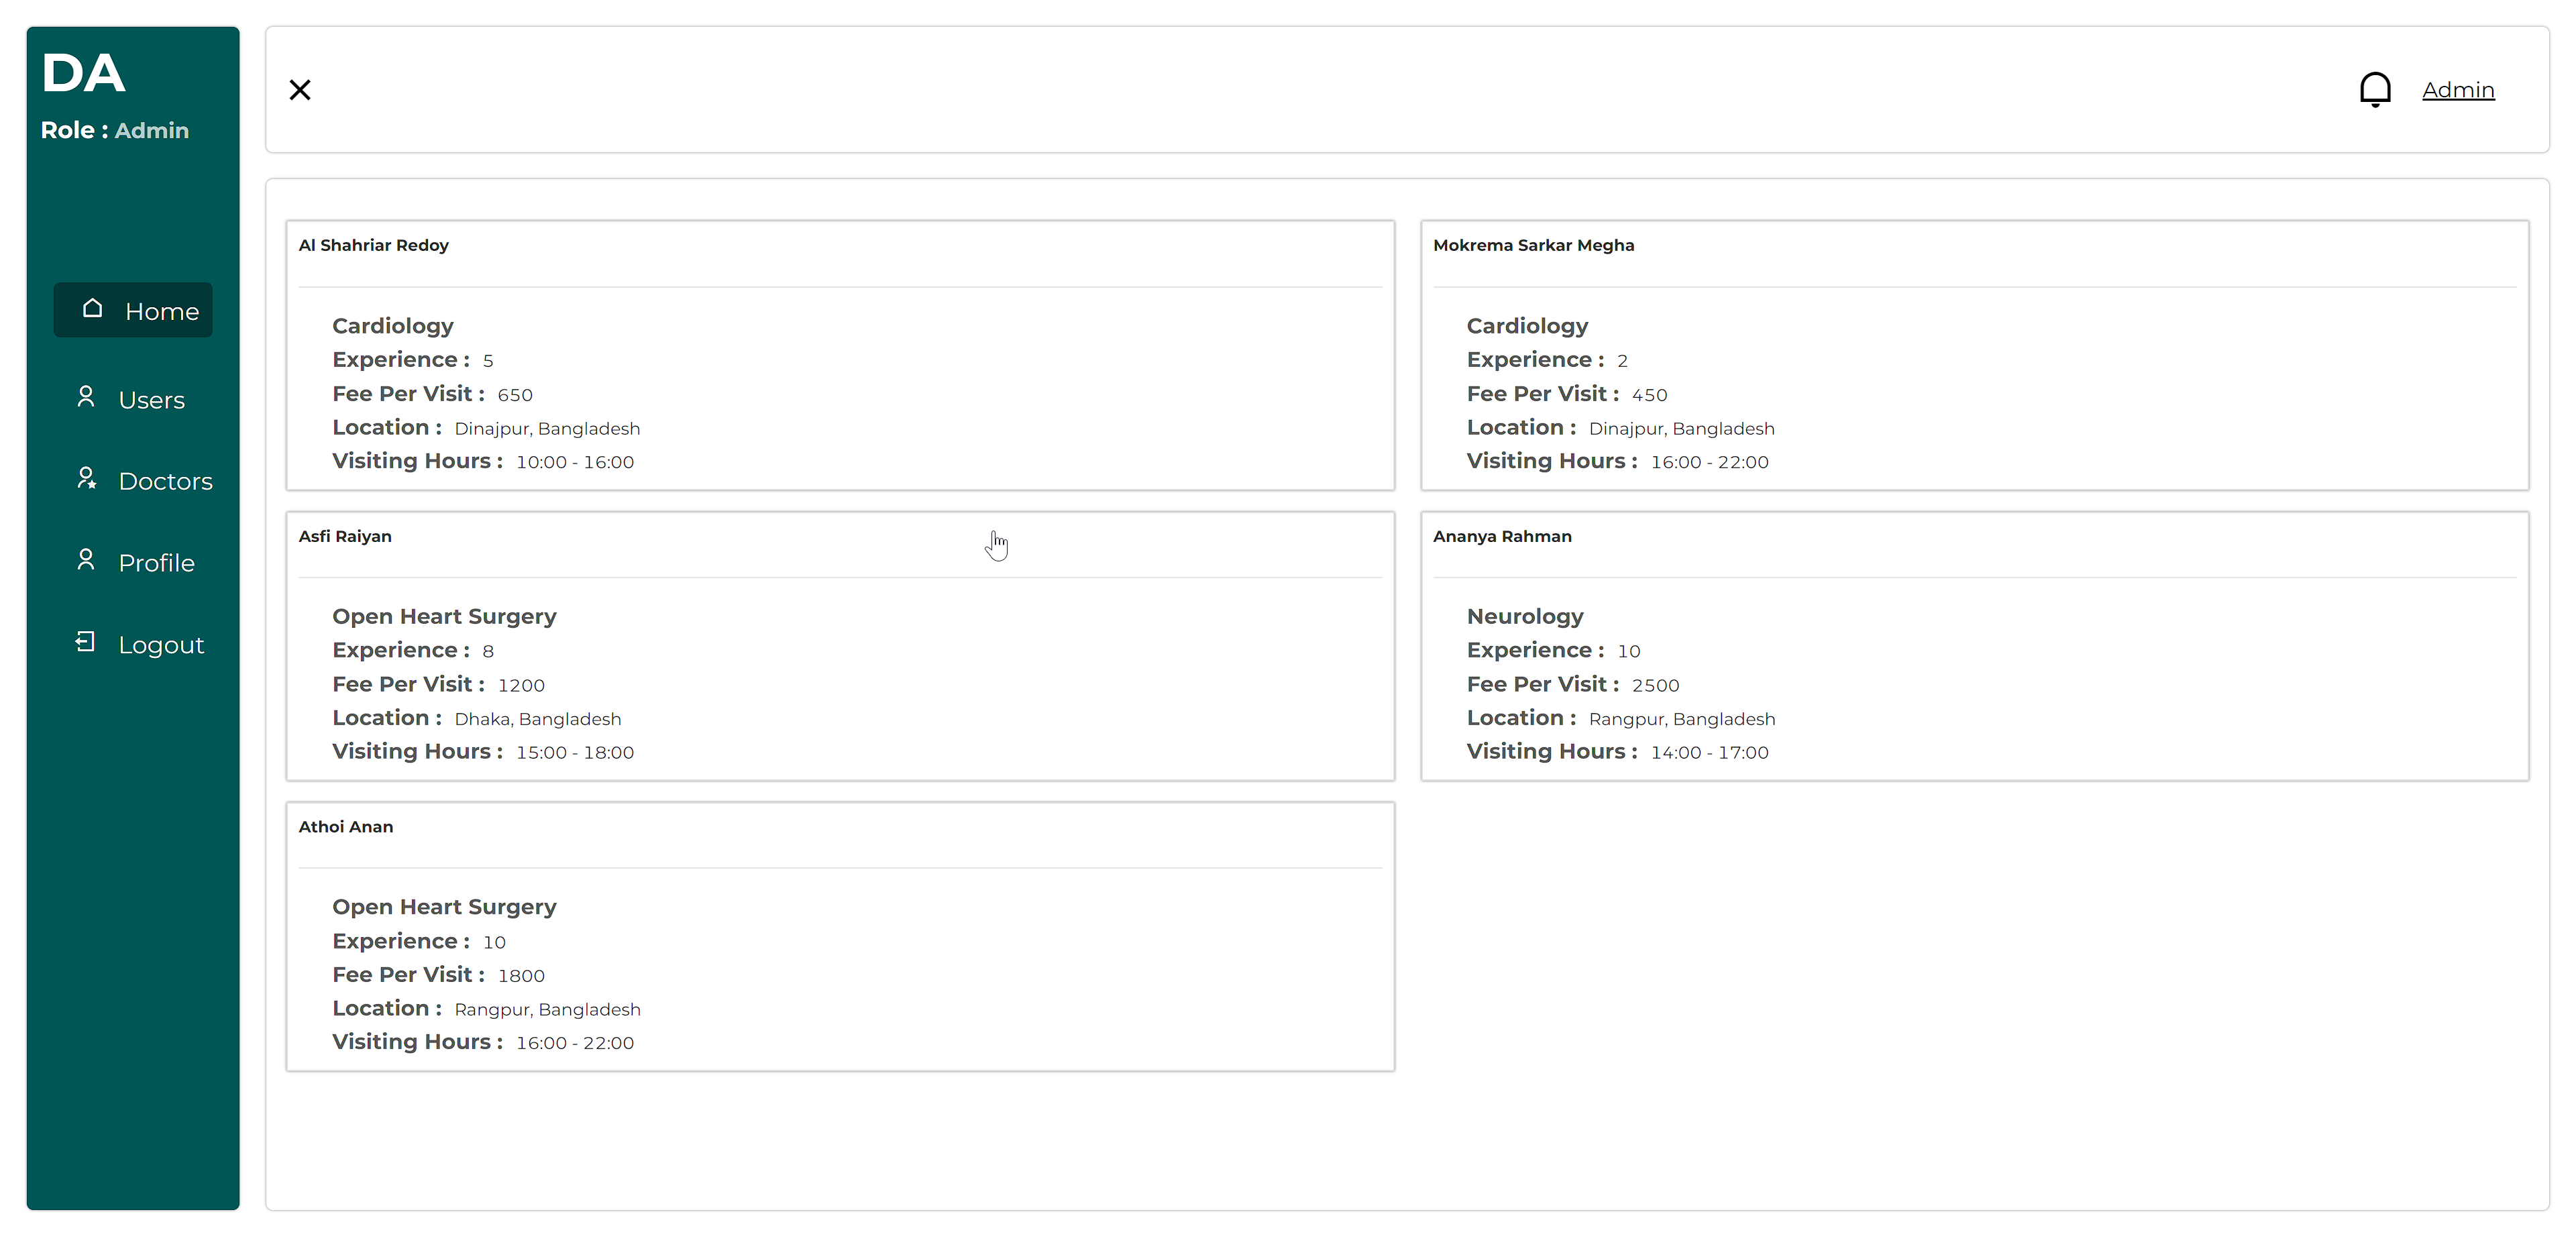 DA
Role : Admin
Home
Users
Doctors
Profile
Logout
Admin
Al Shahriar Redoy
Cardiology
Experience : 5
Fee Per Visit : 650
Location : Dinajpur, Bangladesh
Visiting Hours : 10:00 - 16:00
Mokrema Sarkar Megha
Cardiology
Experience : 2
Fee Per Visit : 450
Location : Dinajpur, Bangladesh
Visiting Hours : 16:00 - 22:00
Asfi Raiyan
Open Heart Surgery
Experience : 8
Fee Per Visit : 1200
Location : Dhaka, Bangladesh
Visiting Hours : 15:00 - 18:00
Ananya Rahman
Neurology
Experience : 10
Fee Per Visit : 2500
Location : Rangpur, Bangladesh
Visiting Hours : 14:00 - 17:00
Athoi Anan
Open Heart Surgery
Experience : 10
Fee Per Visit : 1800
Location : Rangpur, Bangladesh
Visiting Hours : 16:00 - 22:00